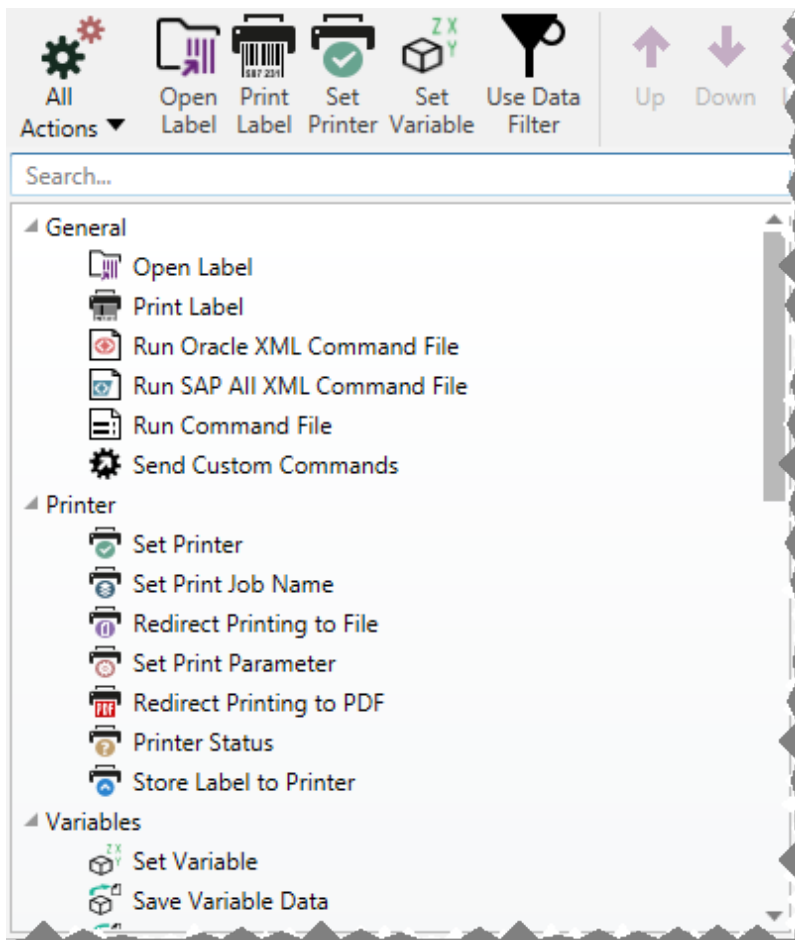 All Actions
Open Label
Print Label
Set Printer
Set Variable
Use Data Filter
Up
Down
Search...
General
Open Label
Print Label
Run Oracle XML Command File
Run SAP AII XML Command File
Run Command File
Send Custom Commands
Printer
Set Printer
Set Print Job Name
Redirect Printing to File
Set Print Parameter
Redirect Printing to PDF
Printer Status
Store Label to Printer
Variables
Set Variable
Save Variable Data